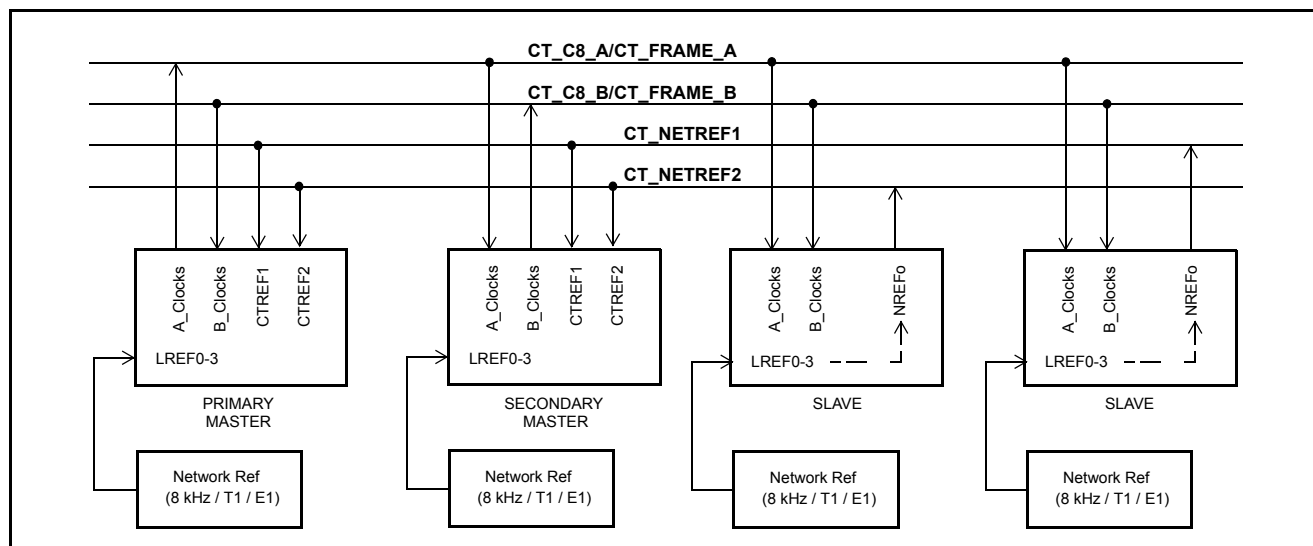 CT_C8_A/CT_FRAME_A
CT_C8_B/CT_FRAME_B
CT_NETREF1
CT_NETREF2
A_Clocks
B_Clocks
CTREF1
CTREF2
LREF0-3
PRIMARY
MASTER
Network Ref
(8 kHz / T1 / E1)
A_Clocks
B_Clocks
CTREF1
CTREF2
LREF0-3
SECONDARY
MASTER
Network Ref
(8 kHz / T1 / E1)
A_Clocks
B_Clocks
NREFo
LREF0-3
SLAVE
Network Ref
(8 kHz / T1 / E1)
A_Clocks
B_Clocks
NREFo
LREF0-3
SLAVE
Network Ref
(8 kHz / T1 / E1)